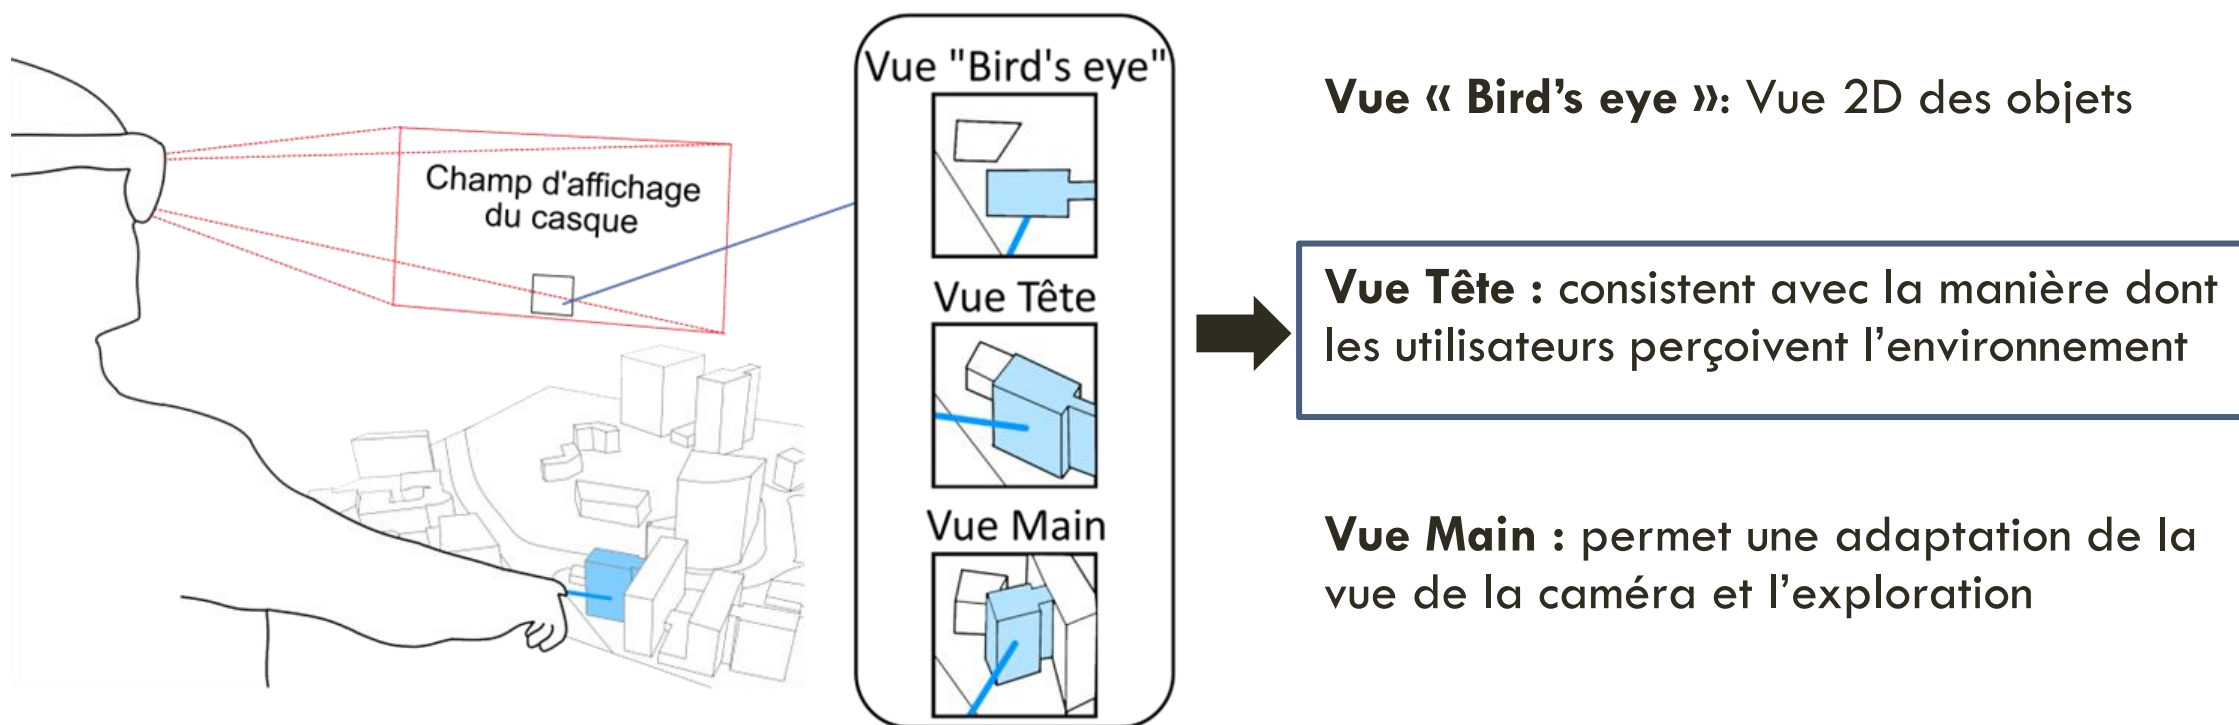 Champ d'affichage
du casque
Vue "Bird's eye"
Vue Tête
Vue Main
Vue « Bird’s eye »: Vue 2D des objets
Vue Tête : consistent avec la manière dont
les utilisateurs perçoivent l’environnement
Vue Main : permet une adaptation de la
vue de la caméra et l’exploration